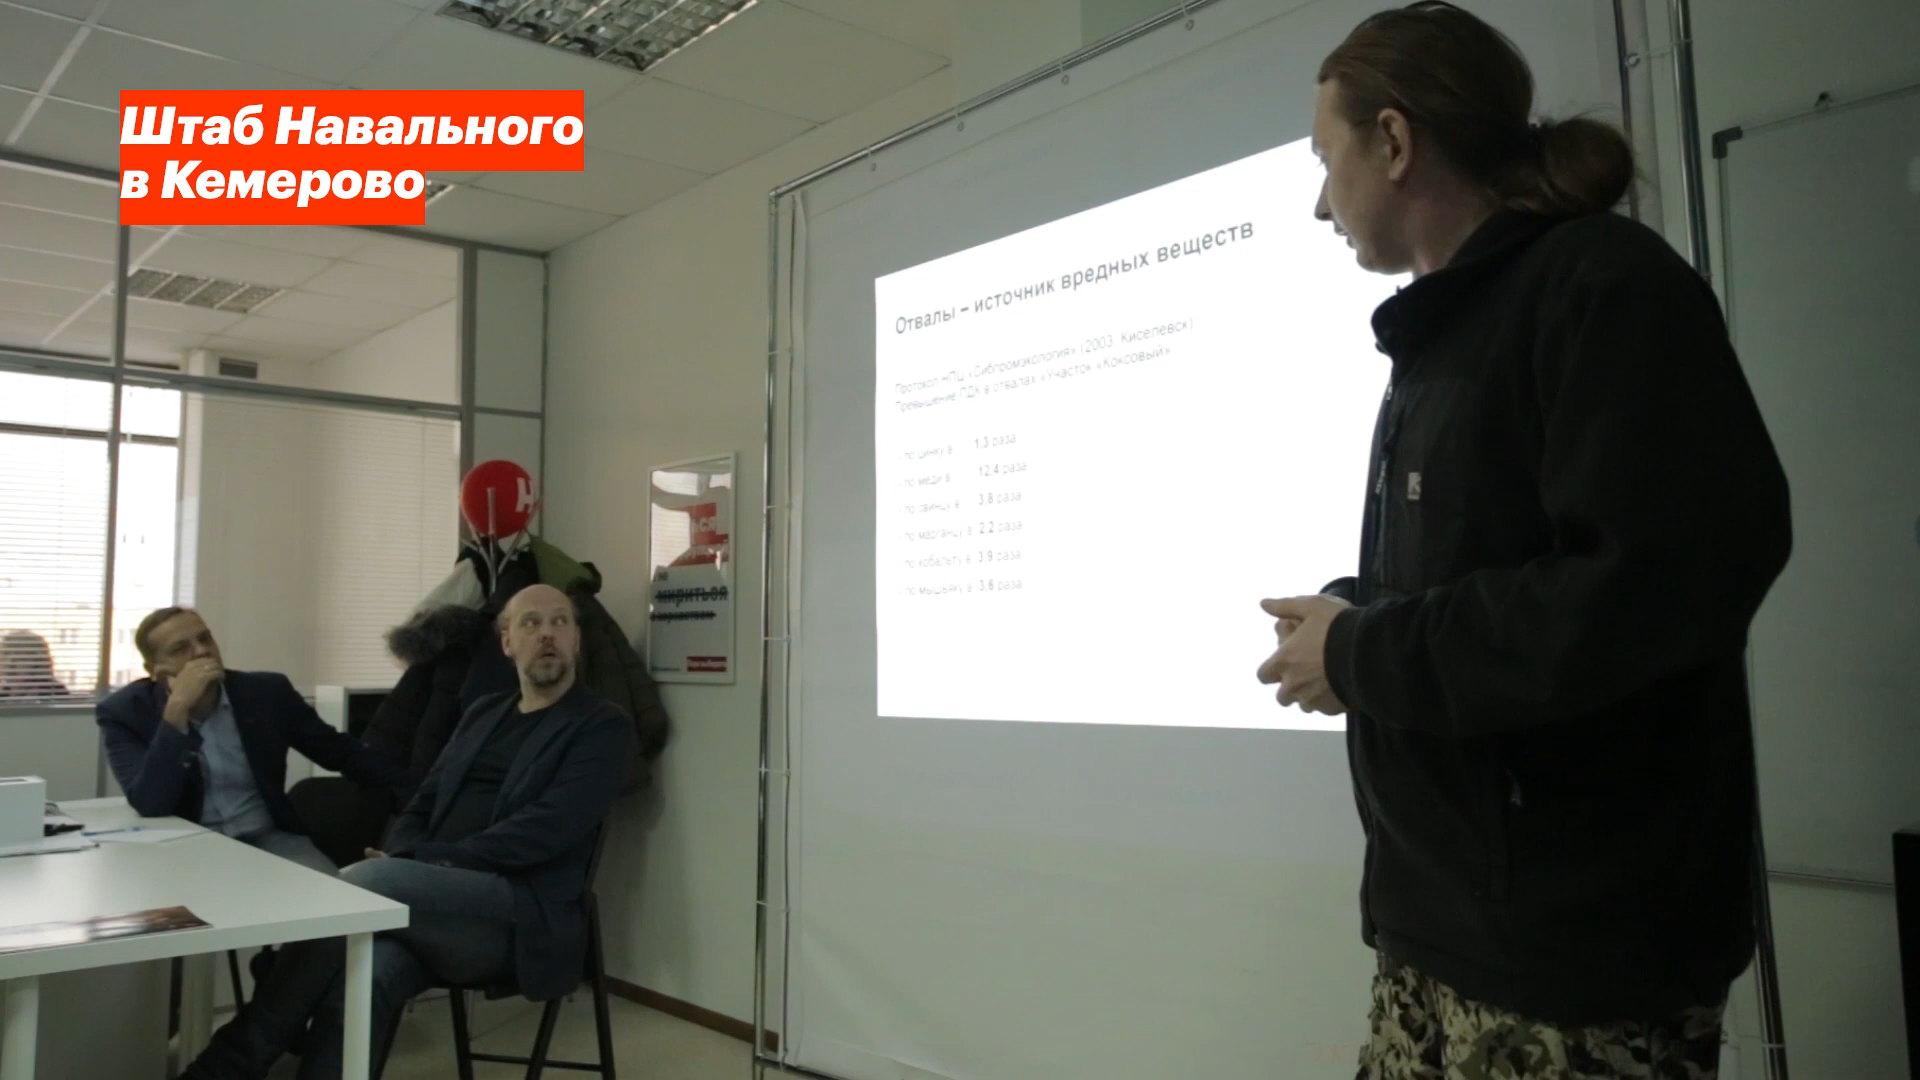 Штаб Навального
в Кемерово
Отвалы – источник вредных веществ
Протокол НПЦ «Сибпромэкология» (2003, Киселевск)
Превышение ПДК в отвалах «Участок «Коксовый»
- по цинку в 1,3 раза
- по меди в 12,4 раза
- по свинцу в 3,8 раза
- по марганцу в 2,2 раза
- по кобальту в 3,9 раза
- по мышьяку в 3,6 раза
Н
мириться